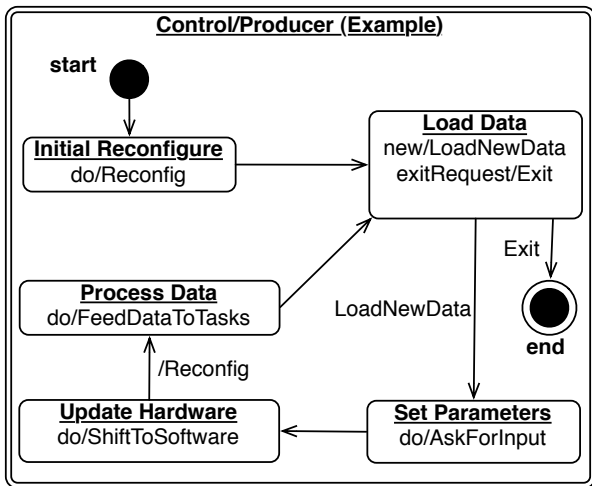 Control/Producer (Example)
start
Initial Reconfigure
do/Reconfig
Load Data
new/LoadNewData
exitRequest/Exit
Exit
Process Data
do/FeedDataToTasks
LoadNewData
end
/Reconfig
Update Hardware
do/ShiftToSoftware
Set Parameters
do/AskForInput